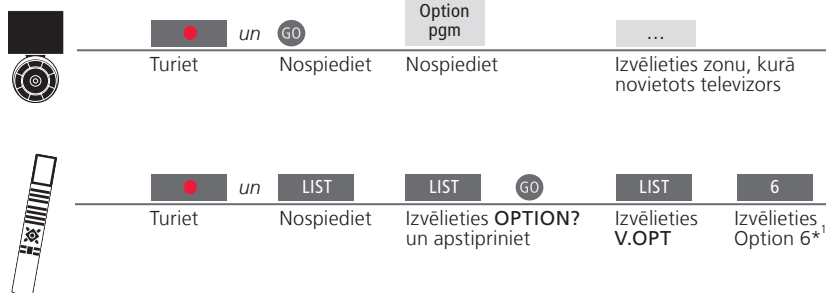 Option
pgm
un GO ...
Turiet Nospiediet Nospiediet Izvēlieties zonu, kurā
novietots televizors
un LIST LIST GO LIST 6
Turiet Nospiediet Izvēlieties OPTION? Izvēlieties Izvēlieties
un apstipriniet V.OPT Option 6*1